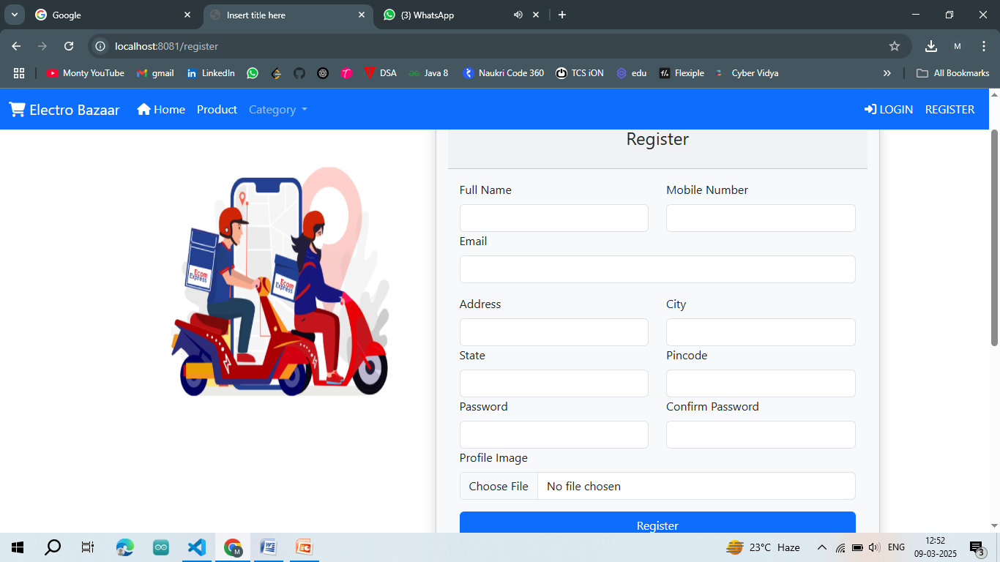 Google
Insert title here
(3) WhatsApp
localhost:8081/register
M
Monty YouTube
gmail
LinkedIn
DSA
Java 8
Naukri Code 360
TCS iON
edu
Flexiple
Cyber Vidya
All Bookmarks
Electro Bazaar
Home
Product
Category
LOGIN
REGISTER
Register
Full Name
Mobile Number
Email
Address
City
State
Pincode
Password
Confirm Password
Profile Image
Choose File
No file chosen
Register
Ecom
Express
Ecom
Express
23°C Haze
ENG
12:52
09-03-2025
3